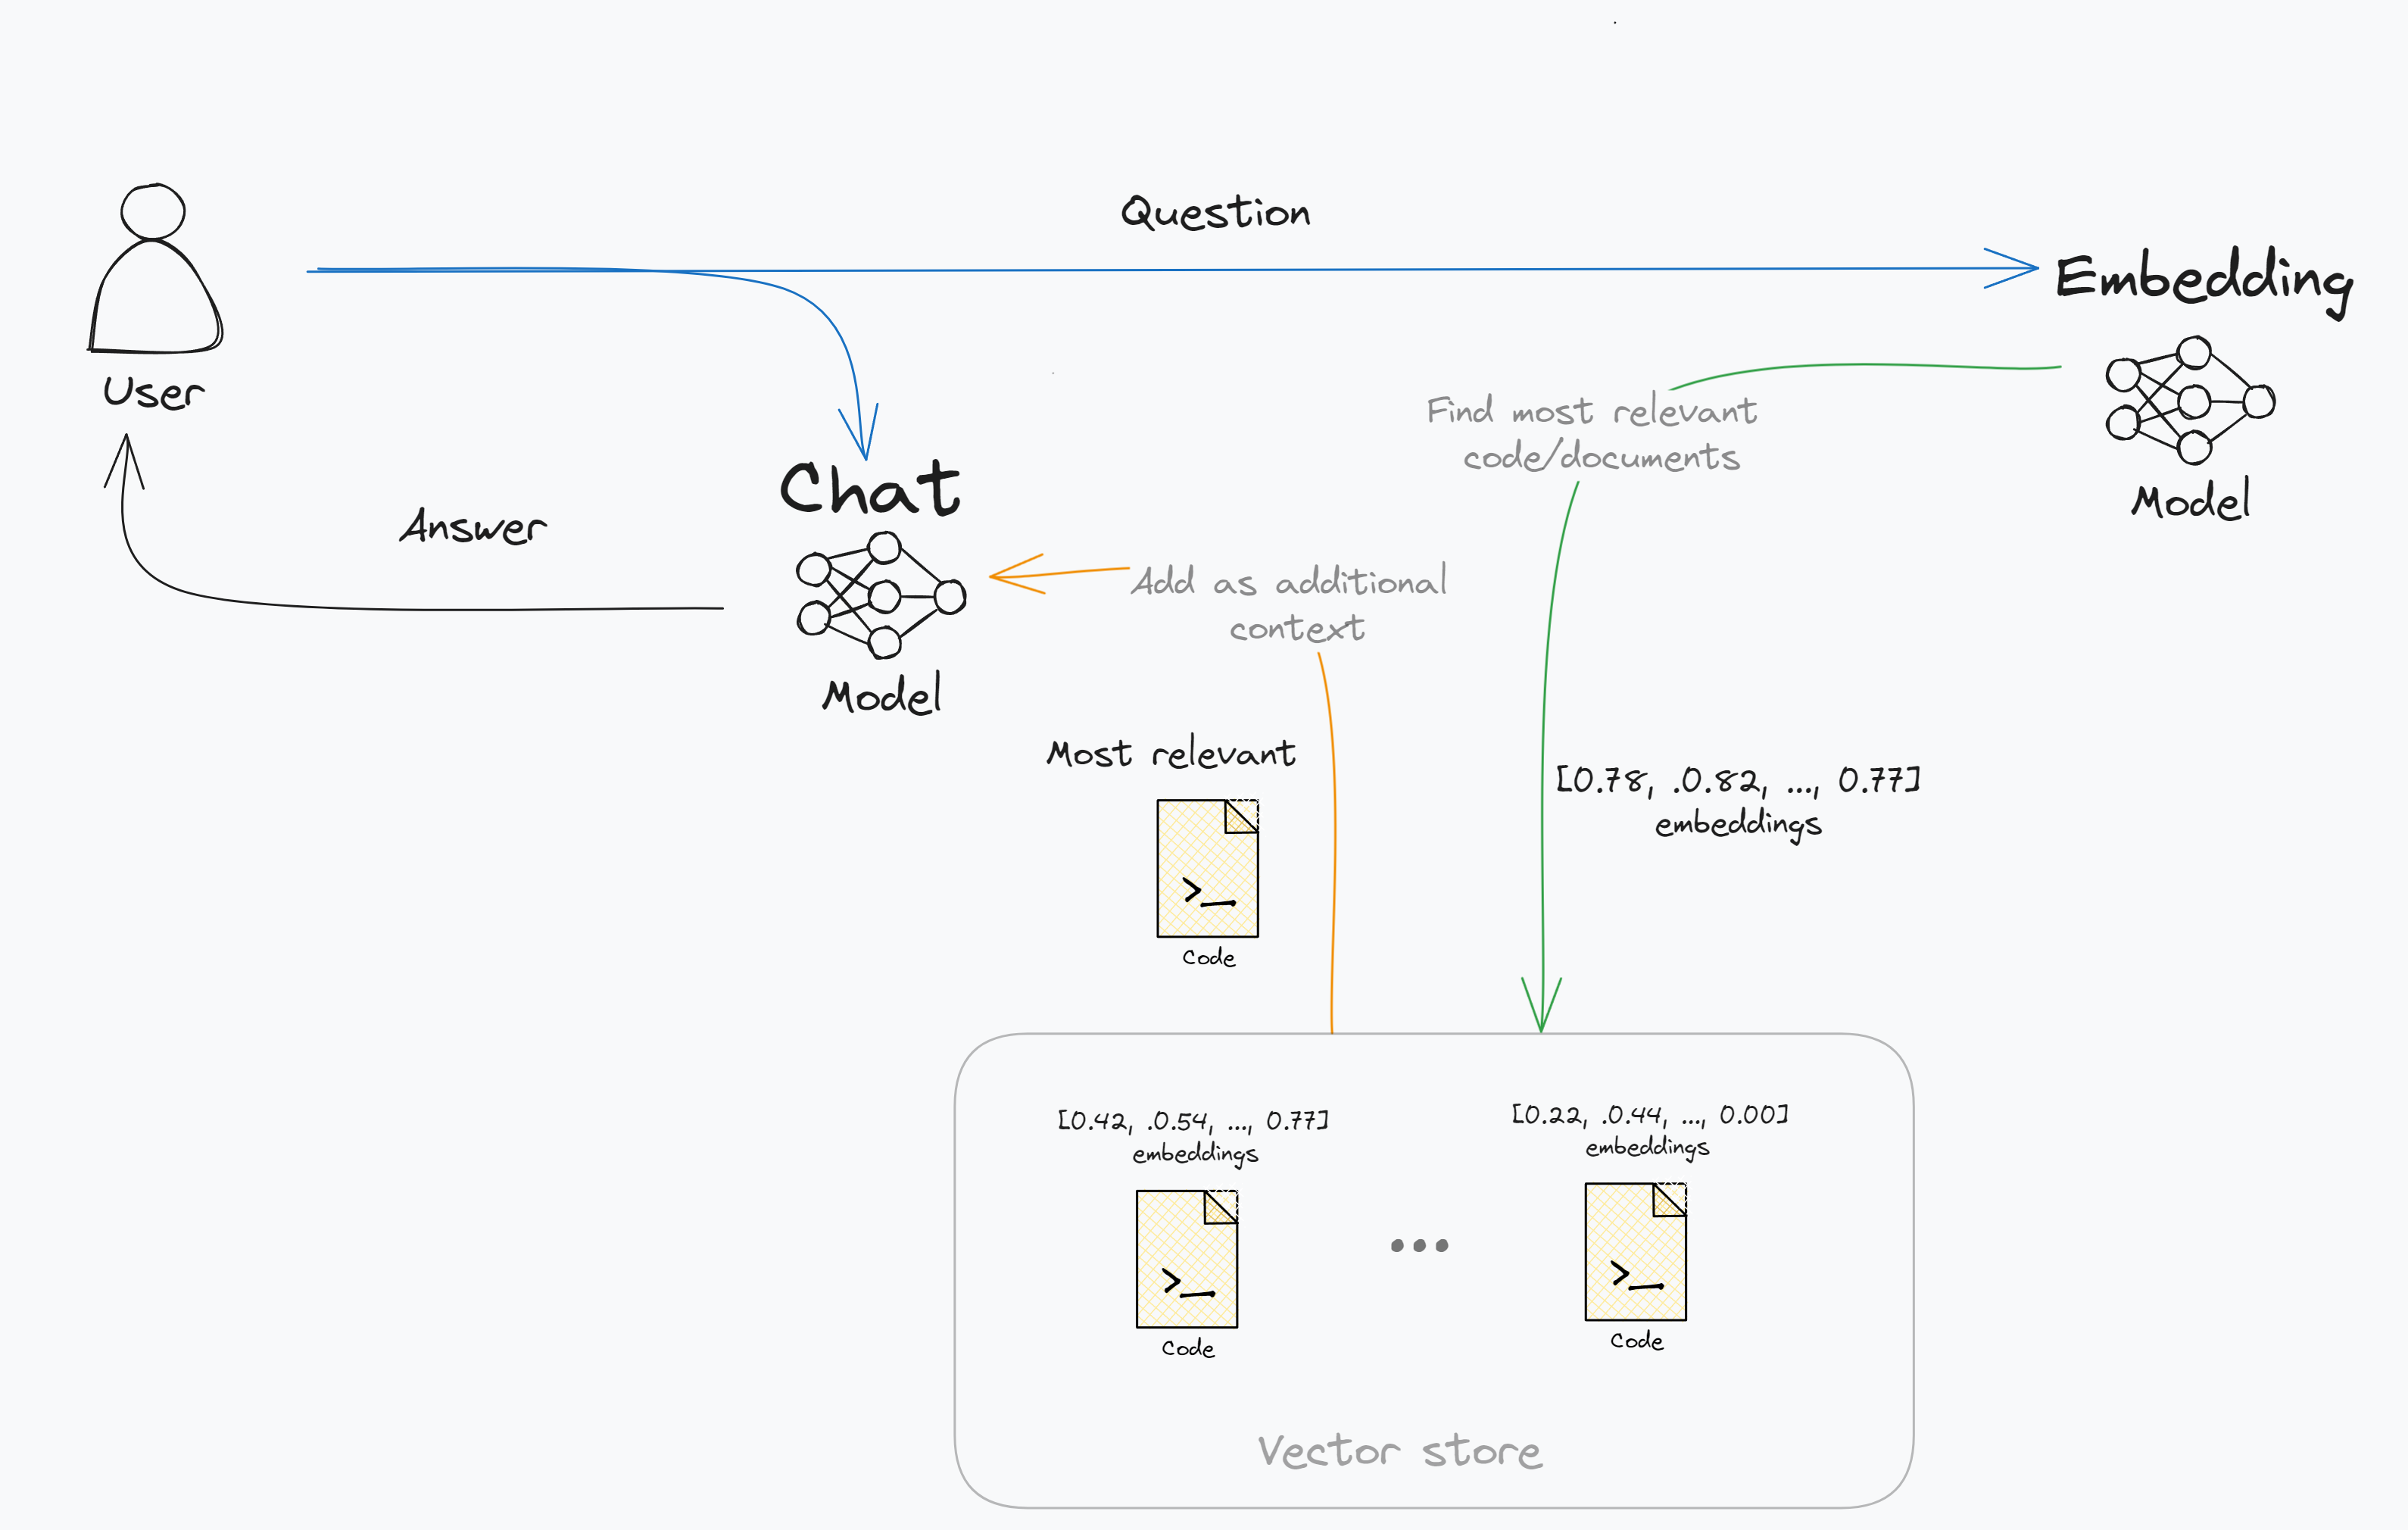 Question
Embedding
User
Find most relevant
code/documents
Model
Chat
Answer
Add as additional
context
Model
Most relevant
[0.78, .0.82, ..., 0.77]
embeddings
>_
Code
[0.42, .0.54, ..., 0.77]
embeddings
[0.22, .0.44, ..., 0.00]
embeddings
>_
...
>_
Code
Code
Vector store